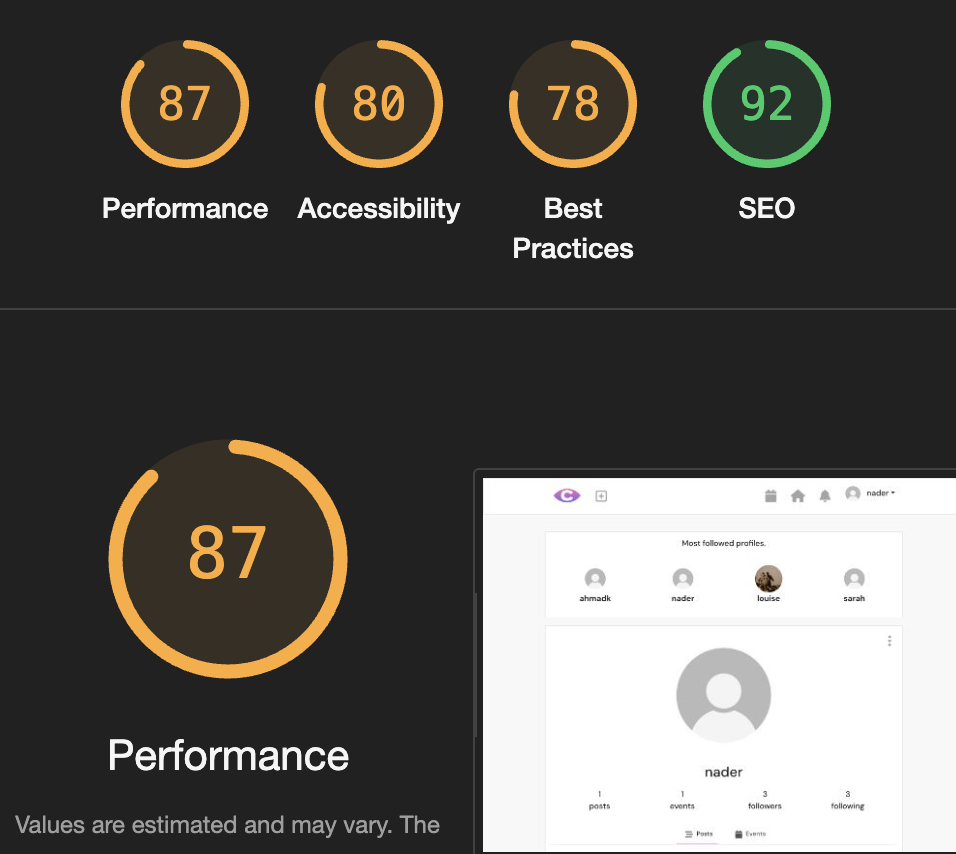 87 80 78 92
Performance Accessibility Best Practices SEO
87
Performance
Values are estimated and may vary. The
C
nader
Most followed profiles.
ahmadk nader louise sarah
nader
1 1 3 3
posts events followers following
Posts Events